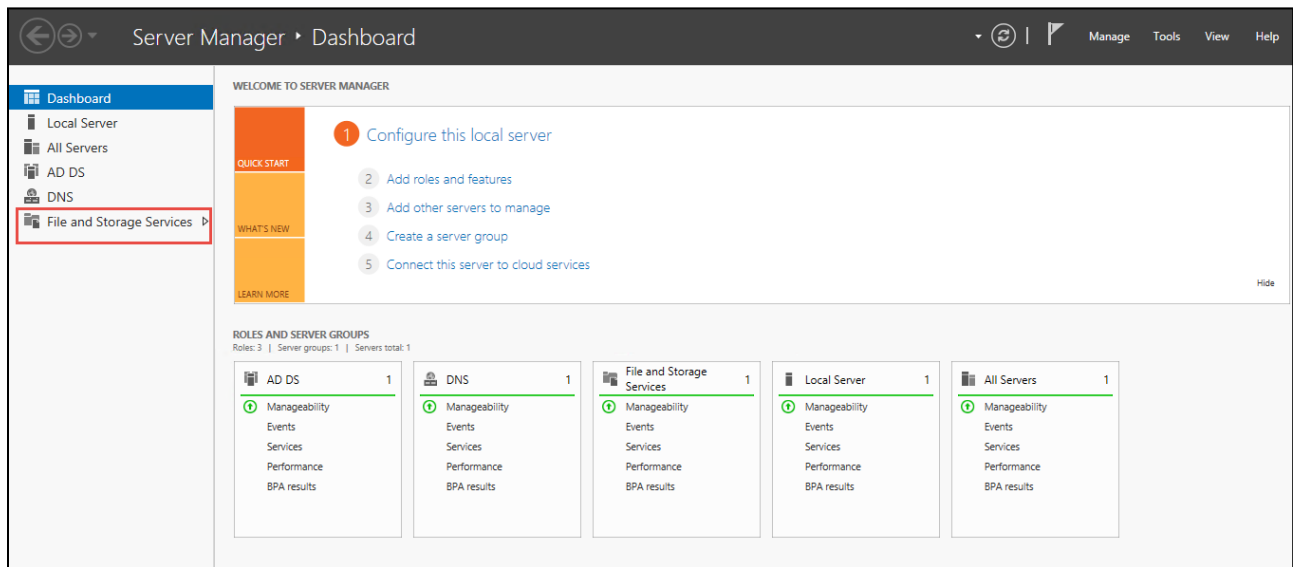 Server Manager ‣ Dashboard
Manage Tools View Help
Dashboard
Local Server
All Servers
AD DS
DNS
File and Storage Services
WELCOME TO SERVER MANAGER
QUICK START
WHAT'S NEW
LEARN MORE
1 Configure this local server
2 Add roles and features
3 Add other servers to manage
4 Create a server group
5 Connect this server to cloud services
Hide
ROLES AND SERVER GROUPS
Roles: 3 | Server groups: 1 | Servers total: 1
AD DS 1
Manageability
Events
Services
Performance
BPA results
DNS 1
Manageability
Events
Services
Performance
BPA results
File and Storage
Services 1
Manageability
Events
Services
Performance
BPA results
Local Server 1
Manageability
Events
Services
Performance
BPA results
All Servers 1
Manageability
Events
Services
Performance
BPA results